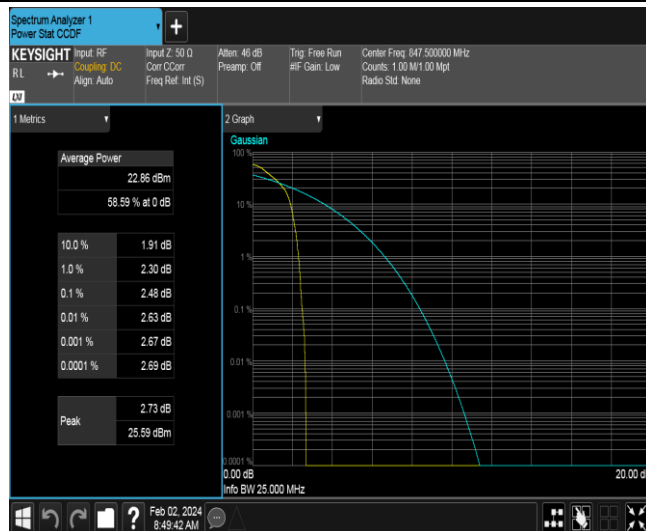 Spectrum Analyzer 1
Power Stat CCDF
+
KEYSIGHT
RL
Input: RF
Coupling: DC
Align: Auto
Input Z: 50 Ω
Corr CCorr
Freq Ref: Int (S)
Atten: 46 dB
Preamp: Off
Trig: Free Run
#IF Gain: Low
Center Freq: 847.500000 MHz
Counts: 1.00 M/1.00 Mpt
Radio Std: None
LXI
1 Metrics
Average Power
22.86 dBm
58.59 % at 0 dB
10.0 % 1.91 dB
1.0 % 2.30 dB
0.1 % 2.48 dB
0.01 % 2.63 dB
0.001 % 2.67 dB
0.0001 % 2.69 dB
Peak
2.73 dB
25.59 dBm
2 Graph
Gaussian
100 %
10 %
1 %
0.1 %
0.01 %
0.001 %
0.0001 %
0.00 dB
20.00 d
Info BW 25.000 MHz
?
Feb 02, 2024
8:49:42 AM